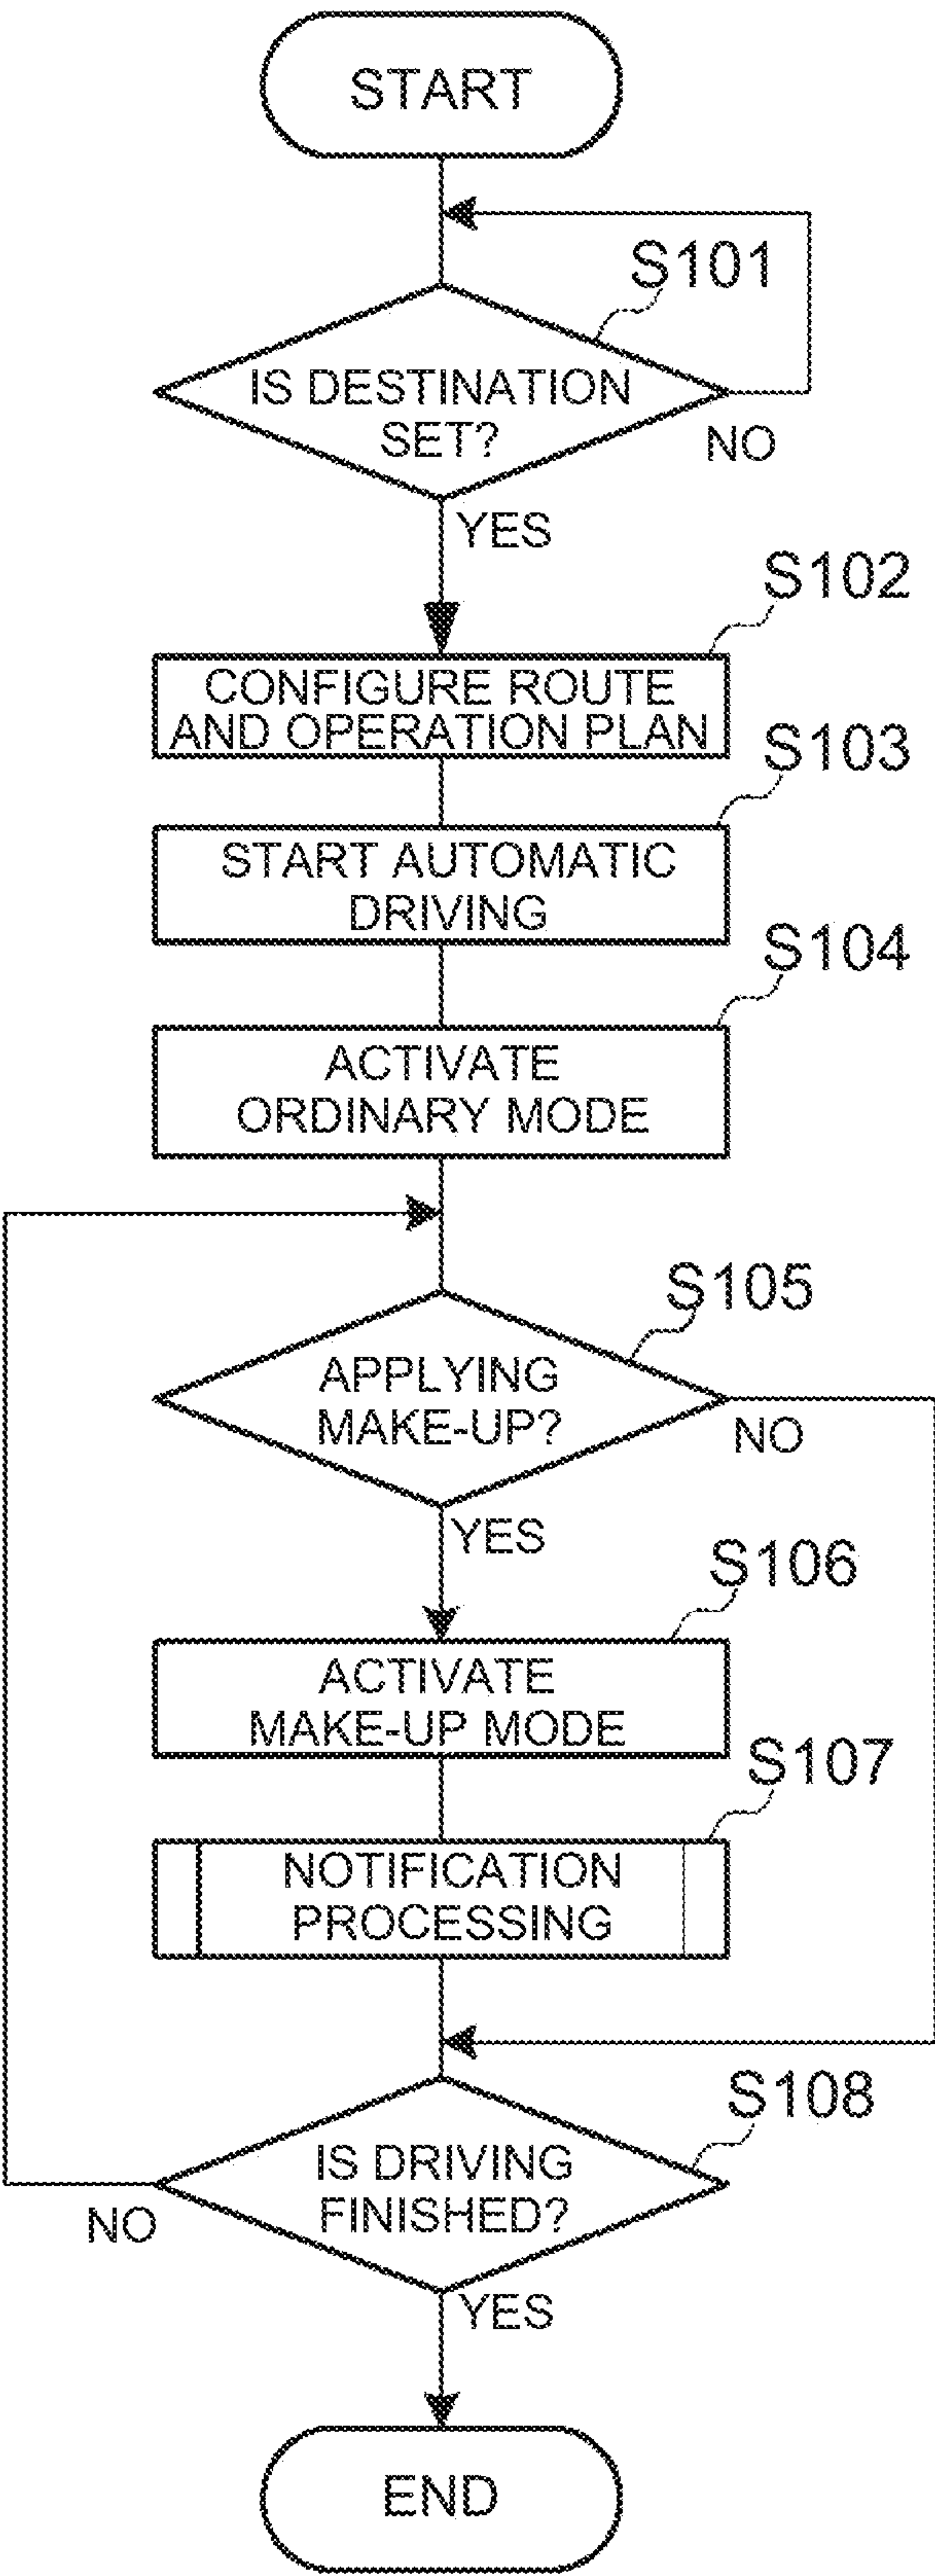 START
S101
IS DESTINATION
SET?
NO
YES
S102
CONFIGURE ROUTE
AND OPERATION PLAN
S103
START AUTOMATIC
DRIVING
S104
ACTIVATE
ORDINARY MODE
S105
APPLYING
MAKE-UP?
NO
YES
S106
ACTIVATE
MAKE-UP MODE
S107
NOTIFICATION
PROCESSING
S108
IS DRIVING
FINISHED?
NO
YES
END